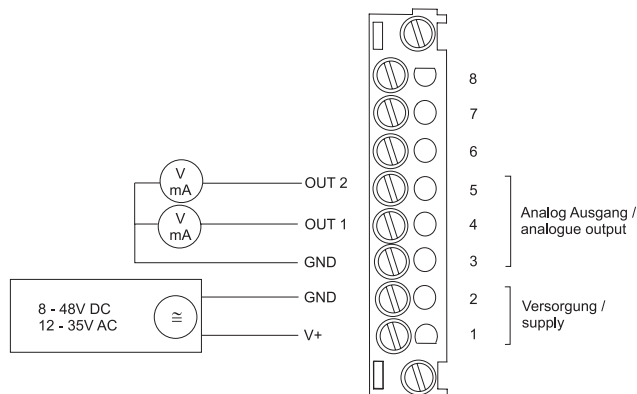 8
7
6
V
mA
OUT 2
5
V
mA
OUT 1
4
Analog Ausgang /
analogue output
GND
3
8 - 48V DC
12 - 35V AC
≅
GND
2
Versorgung /
supply
V+
1